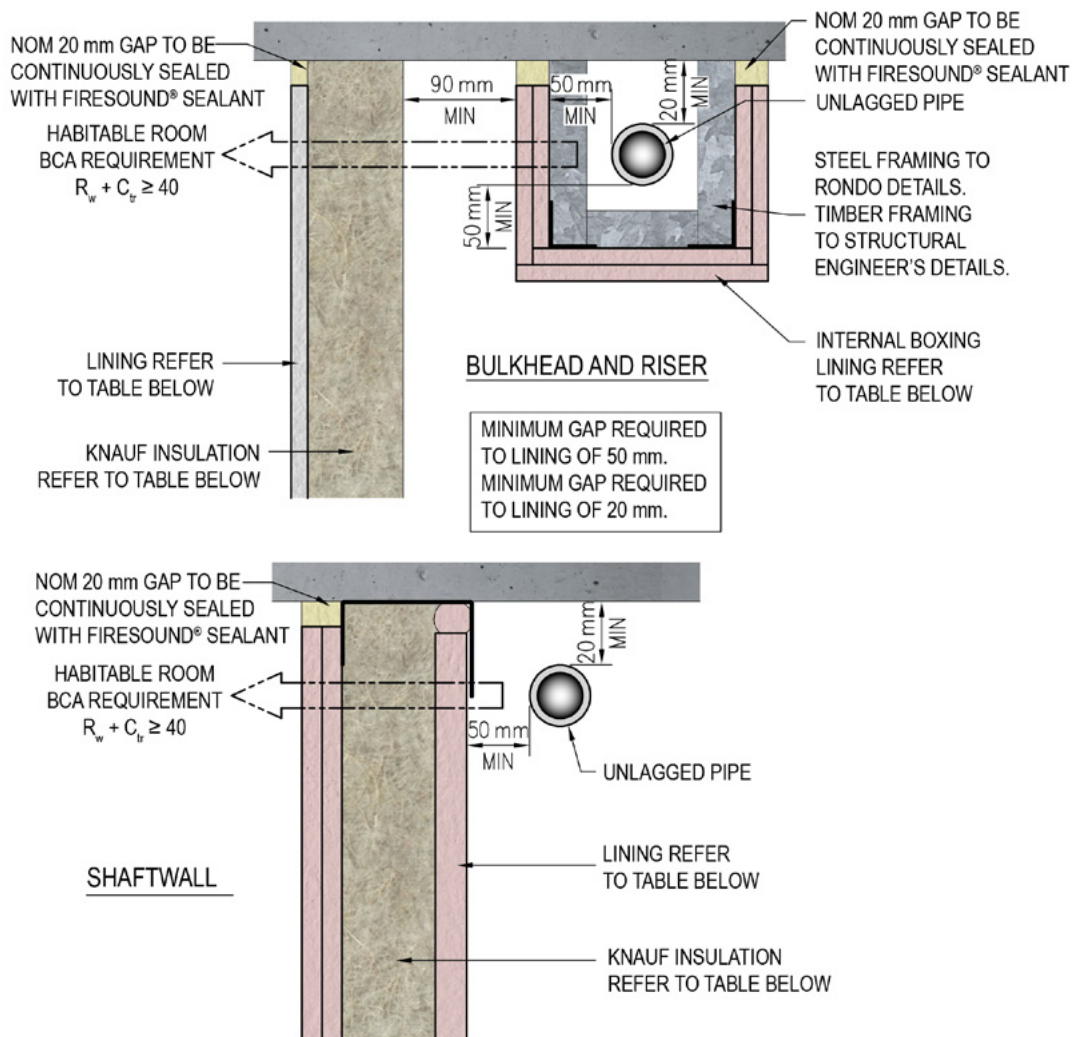 NOM 20 mm GAP TO BE
CONTINUOUSLY SEALED
WITH FIRESOUND® SEALANT
HABITABLE ROOM
BCA REQUIREMENT
Rw + Ctr ≥ 40
90 mm
MIN
50 mm
MIN
20 mm
MIN
50 mm
MIN
NOM 20 mm GAP TO BE
CONTINUOUSLY SEALED
WITH FIRESOUND® SEALANT
UNLAGGED PIPE
STEEL FRAMING TO
RONDO DETAILS.
TIMBER FRAMING
TO STRUCTURAL
ENGINEER'S DETAILS.
INTERNAL BOXING
LINING REFER
TO TABLE BELOW
LINING REFER
TO TABLE BELOW
KNAUF INSULATION
REFER TO TABLE BELOW
BULKHEAD AND RISER
MINIMUM GAP REQUIRED
TO LINING OF 50 mm.
MINIMUM GAP REQUIRED
TO LINING OF 20 mm.
NOM 20 mm GAP TO BE
CONTINUOUSLY SEALED
WITH FIRESOUND® SEALANT
HABITABLE ROOM
BCA REQUIREMENT
Rw + Ctr ≥ 40
20 mm
MIN
50 mm
MIN
UNLAGGED PIPE
LINING REFER
TO TABLE BELOW
SHAFTWALL
KNAUF INSULATION
REFER TO TABLE BELOW